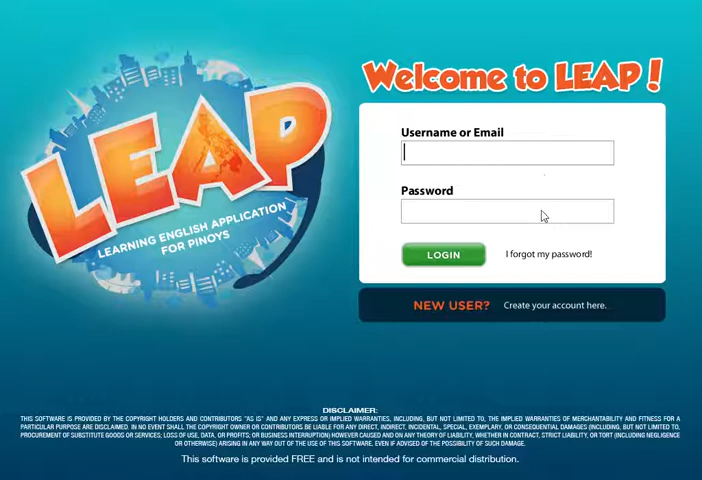 LEAP
LEARNING ENGLISH APPLICATION
FOR PINOYS
Welcome to LEAP!
Username or Email
Password
LOGIN
I forgot my password!
NEW USER?
Create your account here.
DISCLAIMER:
THIS SOFTWARE IS PROVIDED BY THE COPYRIGHT HOLDERS AND CONTRIBUTORS "AS IS" AND ANY EXPRESS OR IMPLIED WARRANTIES, INCLUDING, BUT NOT LIMITED TO, THE IMPLIED WARRANTIES OF MERCHANTABILITY AND FITNESS FOR A
PARTICULAR PURPOSE ARE DISCLAIMED. IN NO EVENT SHALL THE COPYRIGHT OWNER OR CONTRIBUTORS BE LIABLE FOR ANY DIRECT, INDIRECT, INCIDENTAL, SPECIAL, EXEMPLARY, OR CONSEQUENTIAL DAMAGES (INCLUDING, BUT NOT LIMITED TO,
PROCUREMENT OF SUBSTITUTE GOODS OR SERVICES; LOSS OF USE, DATA, OR PROFITS; OR BUSINESS INTERRUPTION) HOWEVER CAUSED AND ON ANY THEORY OF LIABILITY, WHETHER IN CONTRACT, STRICT LIABILITY, OR TORT (INCLUDING NEGLIGENCE
OR OTHERWISE) ARISING IN ANY WAY OUT OF THE USE OF THIS SOFTWARE, EVEN IF ADVISED OF THE POSSIBILITY OF SUCH DAMAGE.
This software is provided FREE and is not intended for commercial distribution.